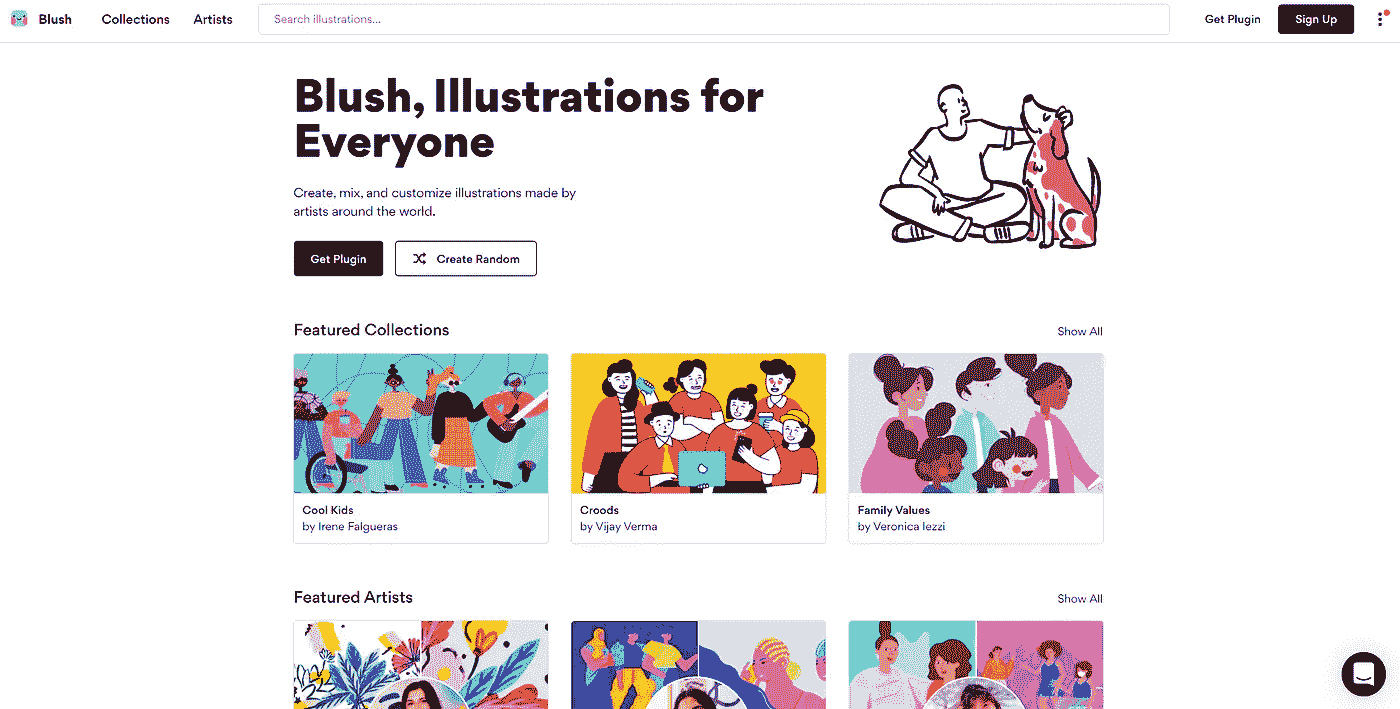 Blush
Collections
Artists
Search illustrations...
Get Plugin
Sign Up
Blush, Illustrations for
Everyone
Create, mix, and customize illustrations made by
artists around the world.
Get Plugin
Create Random
Featured Collections
Show All
Cool Kids
by Irene Falgueras
Croods
by Vijay Verma
Family Values
by Veronica Iezzi
Featured Artists
Show All